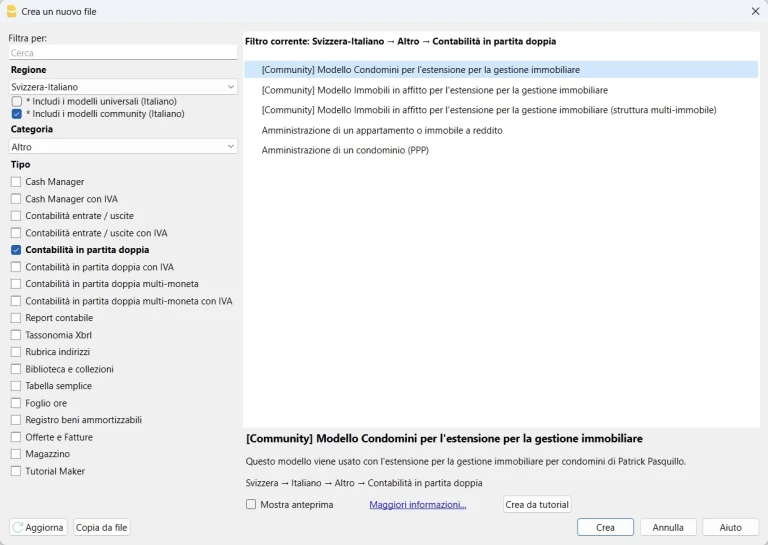 Crea un nuovo file
Filtra per:
Cerca
Regione
Svizzera-Italiano
* Includi i modelli universali (Italiano)
* Includi i modelli community (Italiano)
Categoria
Altro
Tipo
Cash Manager
Cash Manager con IVA
Contabilità entrate / uscite
Contabilità entrate / uscite con IVA
Contabilità in partita doppia
Contabilità in partita doppia con IVA
Contabilità in partita doppia multi-moneta
Contabilità in partita doppia multi-moneta con IVA
Report contabile
Tassonomia Xbrl
Rubrica indirizzi
Biblioteca e collezioni
Tabella semplice
Foglio ore
Registro beni ammortizzabili
Offerte e Fatture
Magazzino
Tutorial Maker
Aggiorna
Copia da file
Filtro corrente: Svizzera-Italiano → Altro → Contabilità in partita doppia
[Community] Modello Condomini per l'estensione per la gestione immobiliare
[Community] Modello Immobili in affitto per l'estensione per la gestione immobiliare
[Community] Modello Immobili in affitto per l'estensione per la gestione immobiliare (struttura multi-immobile)
Amministrazione di un appartamento o immobile a reddito
Amministrazione di un condominio (PPP)
[Community] Modello Condomini per l'estensione per la gestione immobiliare
Questo modello viene usato con l'estensione per la gestione immobiliare per condomini di Patrick Pasquillo.
Svizzera → Italiano → Altro → Contabilità in partita doppia
Mostra anteprima
Maggiori informazioni...
Crea da tutorial
Crea
Annulla
Aiuto